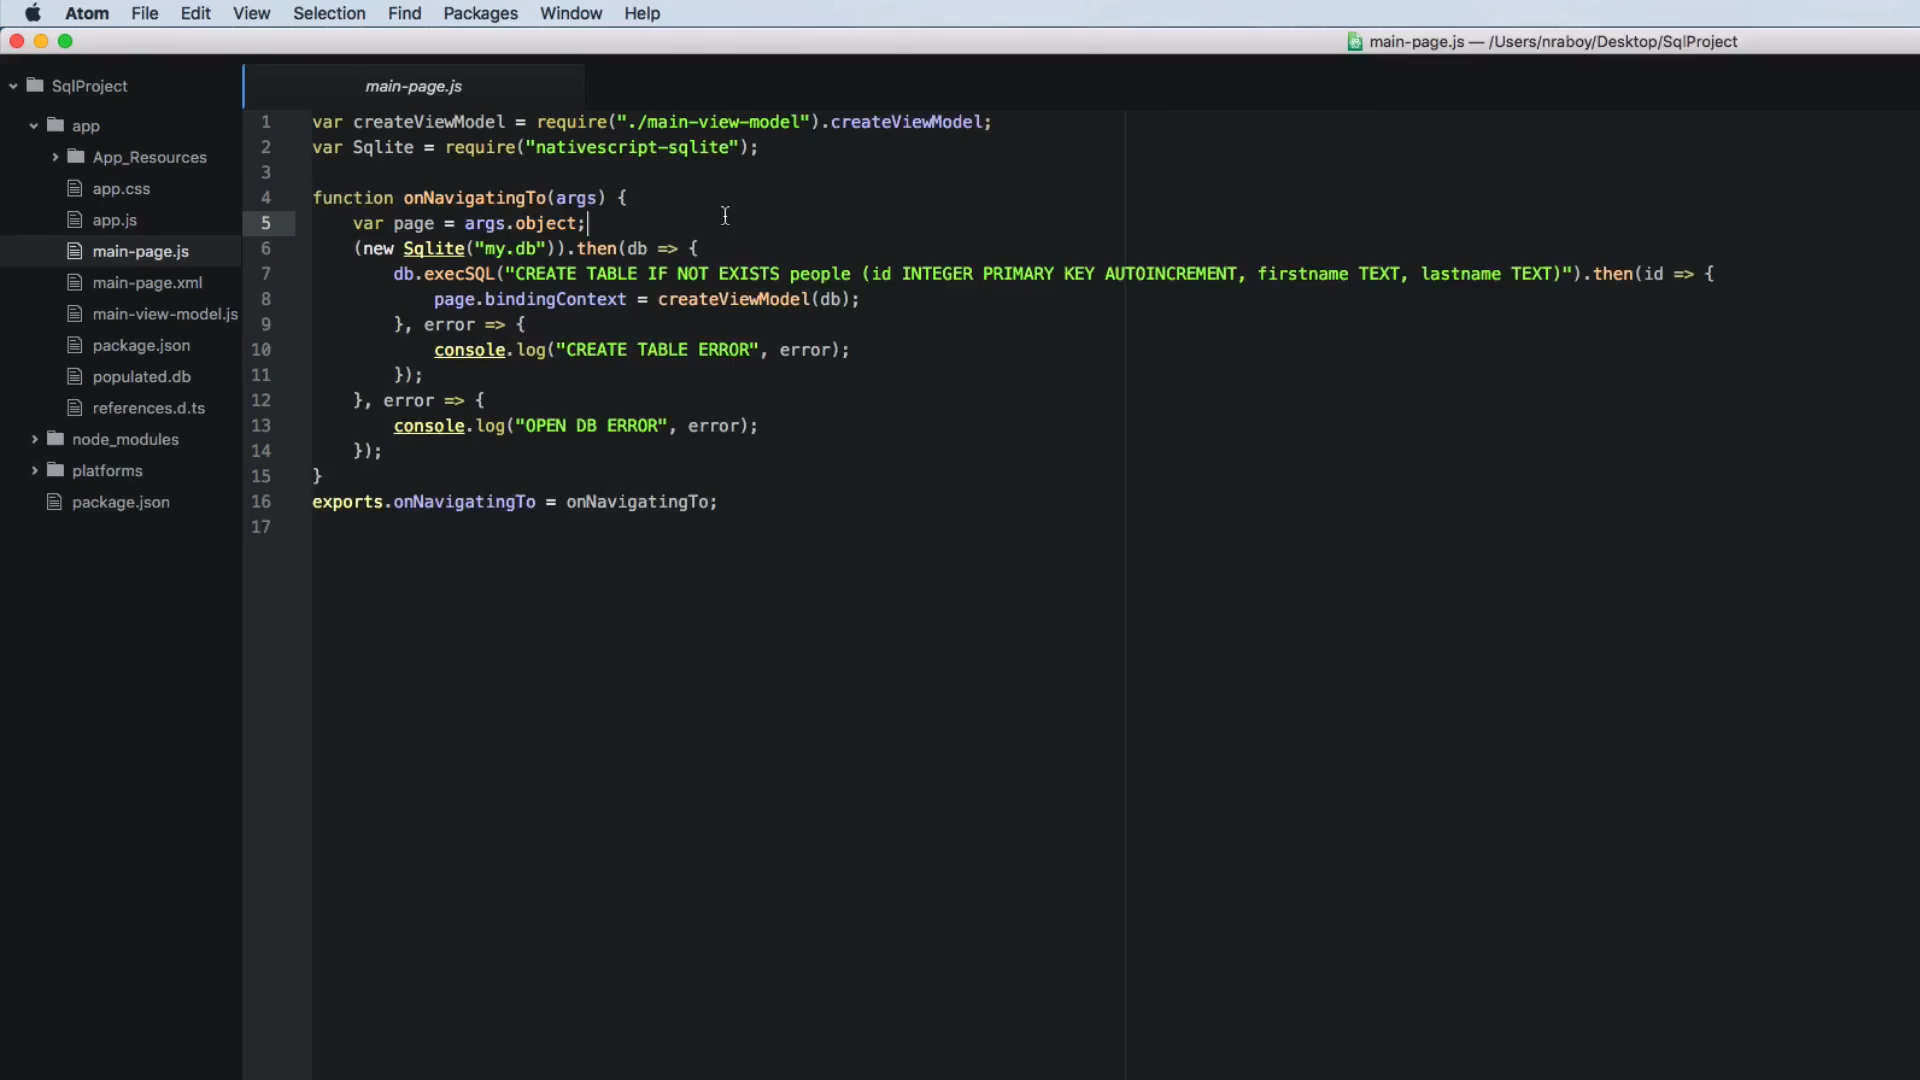 Atom File Edit View Selection Find Packages Window Help
main-page.js — /Users/nraboy/Desktop/SqlProject
SqlProject
app
App_Resources
app.css
app.js
main-page.js
main-page.xml
main-view-model.js
package.json
populated.db
references.d.ts
node_modules
platforms
package.json
main-page.js
1 var createViewModel = require("./main-view-model").createViewModel;
2 var Sqlite = require("nativescript-sqlite");
3
4 function onNavigatingTo(args) {
5     var page = args.object;
6     (new Sqlite("my.db")).then(db => {
7         db.execSQL("CREATE TABLE IF NOT EXISTS people (id INTEGER PRIMARY KEY AUTOINCREMENT, firstname TEXT, lastname TEXT)").then(id => {
8             page.bindingContext = createViewModel(db);
9         }, error => {
10             console.log("CREATE TABLE ERROR", error);
11         });
12     }, error => {
13         console.log("OPEN DB ERROR", error);
14     });
15 }
16 exports.onNavigatingTo = onNavigatingTo;
17